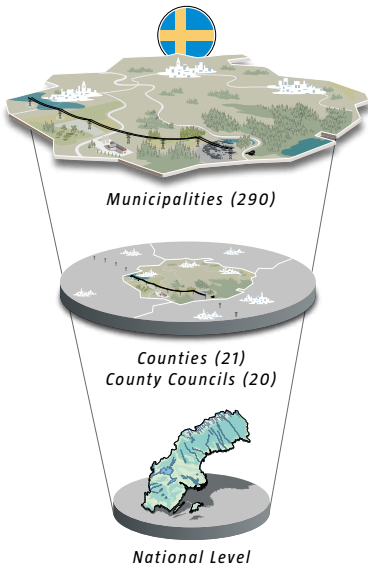 Municipalities (290)
Counties (21)
County Councils (20)
National Level